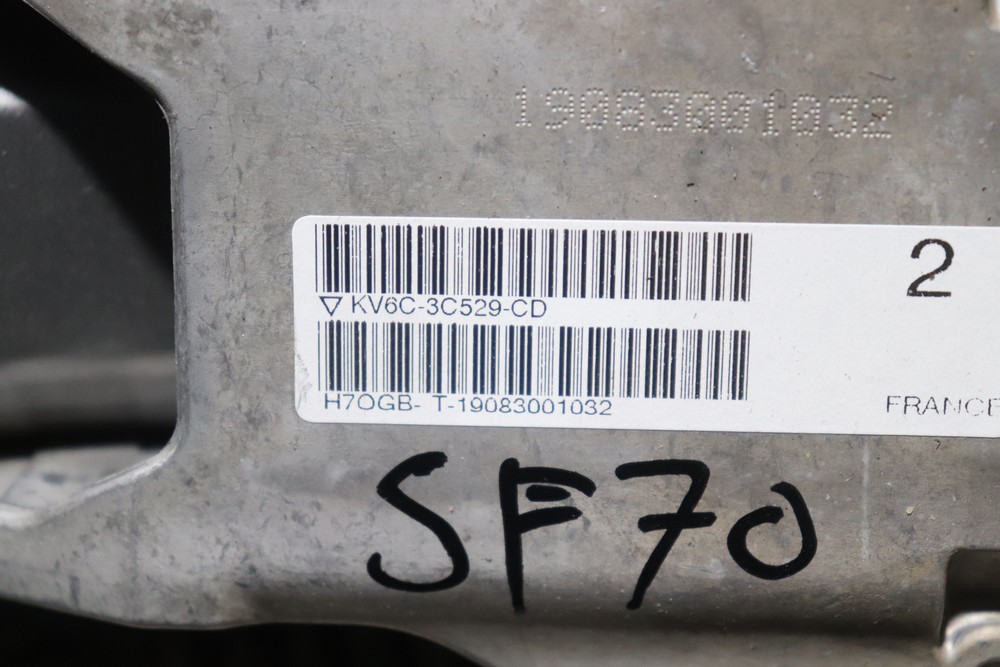 19083001032
2
KV6C-3C529-CD
H7OGB- T-19083001032
FRANCE
SF70